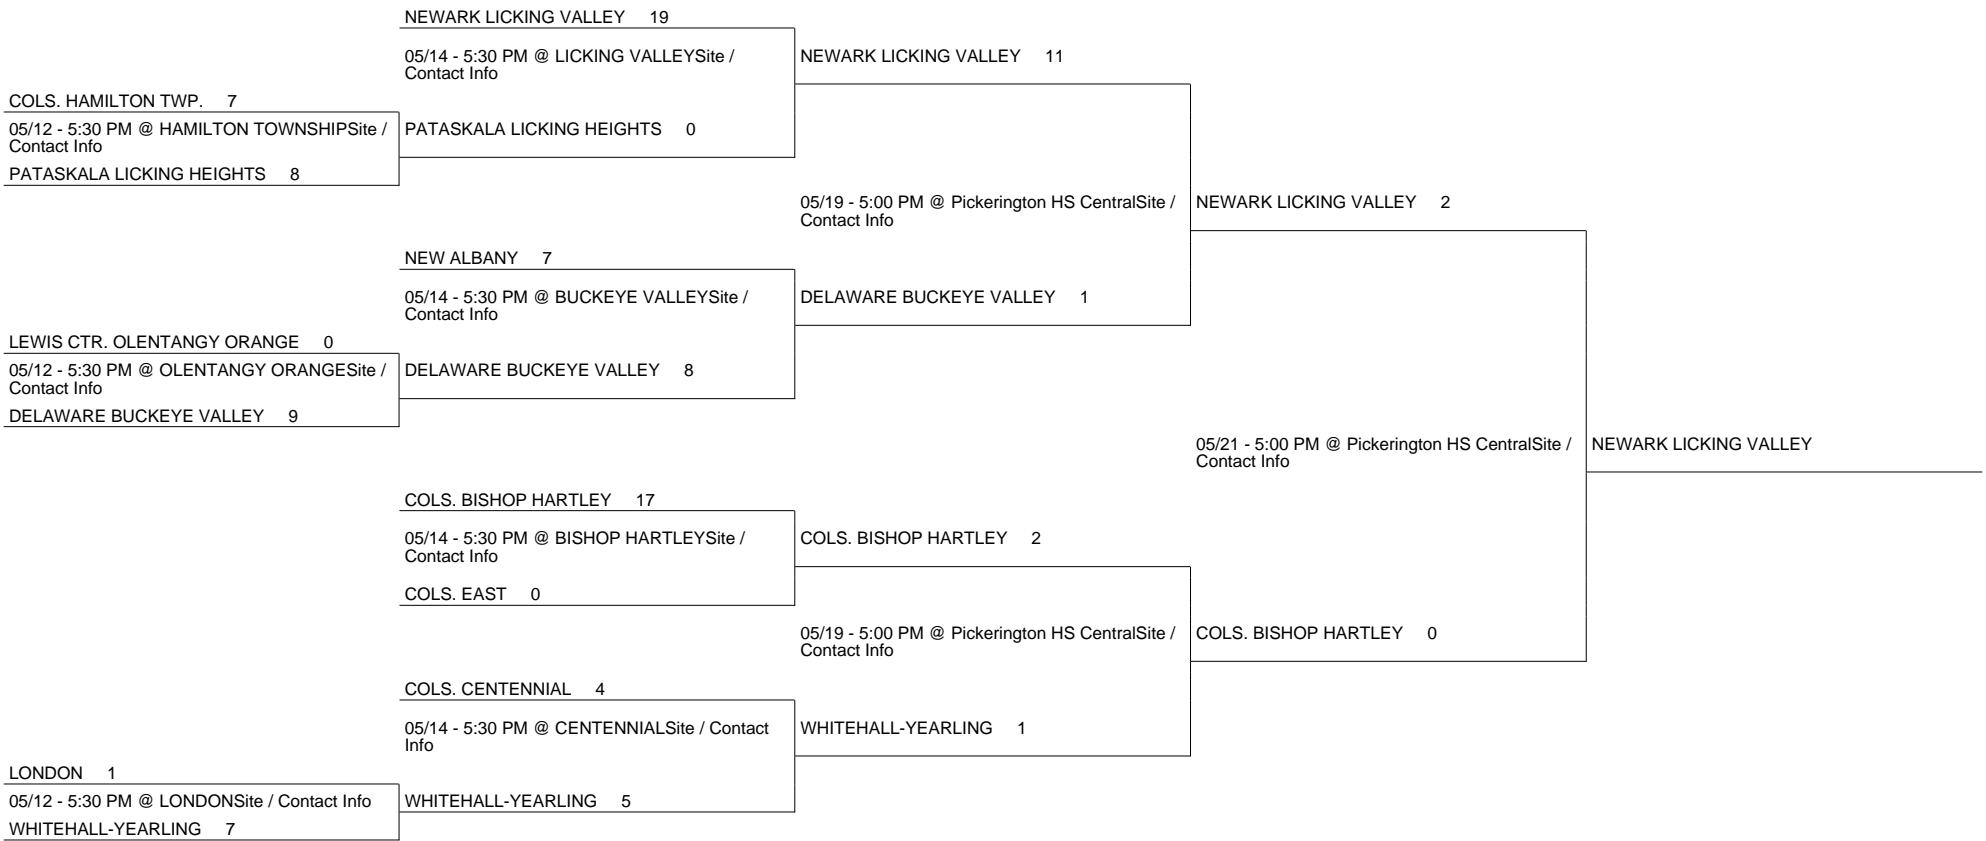 NEWARK LICKING VALLEY 19
05/14 - 5:30 PM @ LICKING VALLEYSite /
Contact Info
NEWARK LICKING VALLEY 11
COLS. HAMILTON TWP. 7
05/12 - 5:30 PM @ HAMILTON TOWNSHIPSite /
Contact Info
PATASKALA LICKING HEIGHTS 0
PATASKALA LICKING HEIGHTS 8
05/19 - 5:00 PM @ Pickerington HS CentralSite /
Contact Info
NEWARK LICKING VALLEY 2
NEW ALBANY 7
05/14 - 5:30 PM @ BUCKEYE VALLEYSite /
Contact Info
DELAWARE BUCKEYE VALLEY 1
LEWIS CTR. OLENTANGY ORANGE 0
05/12 - 5:30 PM @ OLENTANGY ORANGESite /
Contact Info
DELAWARE BUCKEYE VALLEY 8
DELAWARE BUCKEYE VALLEY 9
05/21 - 5:00 PM @ Pickerington HS CentralSite /
Contact Info
NEWARK LICKING VALLEY
COLS. BISHOP HARTLEY 17
05/14 - 5:30 PM @ BISHOP HARTLEYSite /
Contact Info
COLS. BISHOP HARTLEY 2
COLS. EAST 0
05/19 - 5:00 PM @ Pickerington HS CentralSite /
Contact Info
COLS. BISHOP HARTLEY 0
COLS. CENTENNIAL 4
05/14 - 5:30 PM @ CENTENNIALSite / Contact
Info
WHITEHALL-YEARLING 1
LONDON 1
05/12 - 5:30 PM @ LONDONSite / Contact Info
WHITEHALL-YEARLING 5
WHITEHALL-YEARLING 7